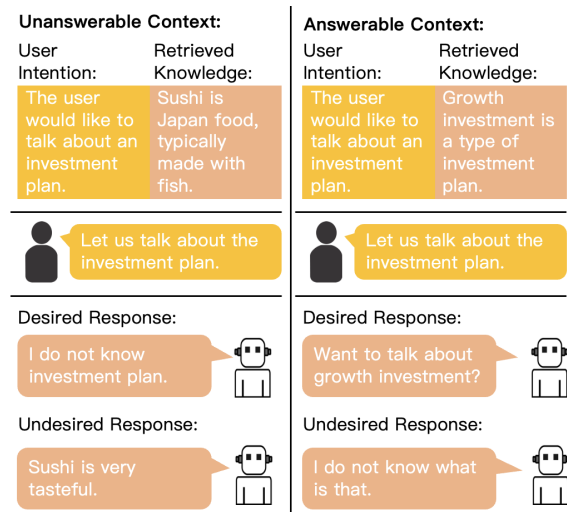 Unanswerable Context:
User
Intention:
Retrieved
Knowledge:
The user
would like to
talk about an
investment
plan.
Sushi is
Japan food,
typically
made with
fish.
Let us talk about the
investment plan.
Desired Response:
I do not know
investment plan.
Undesired Response:
Sushi is very
tasteful.
Answerable Context:
User
Intention:
Retrieved
Knowledge:
The user
would like to
talk about an
investment
plan.
Growth
investment is
a type of
investment
plan.
Let us talk about the
investment plan.
Desired Response:
Want to talk about
growth investment?
Undesired Response:
I do not know what
is that.